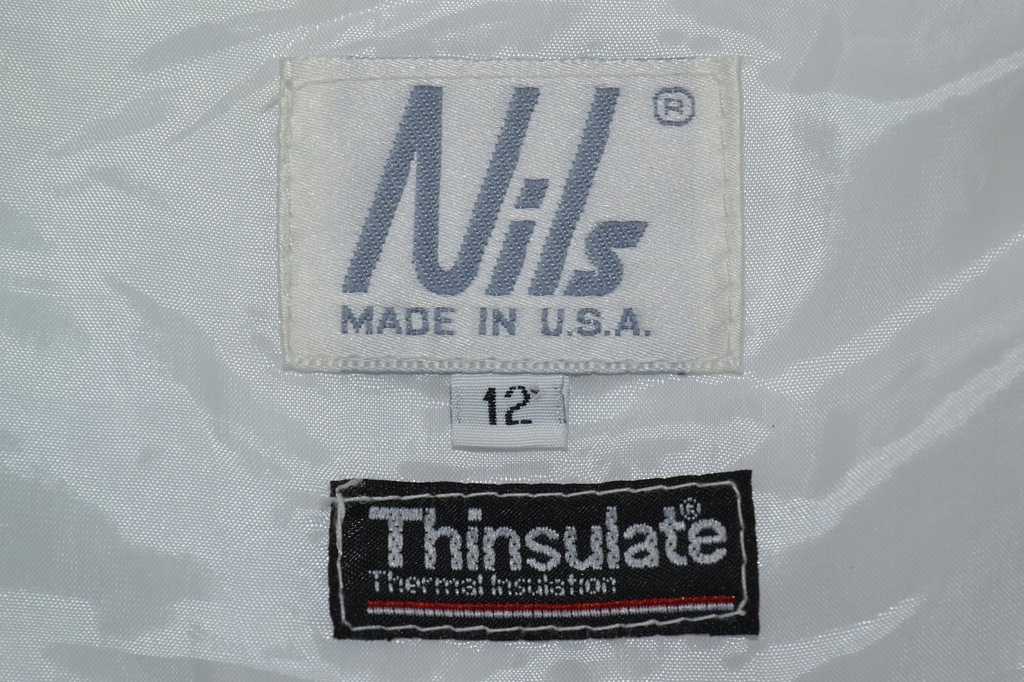 Nils®
MADE IN U.S.A.
12
Thinsulate®
Thermal Insulation